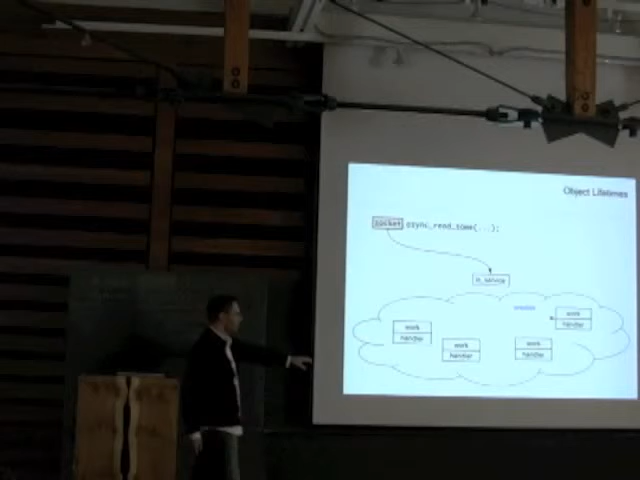 Object Lifetimes
socket async_read_some(...);
io_service
work
handler
work
handler
work
handler
work
handler